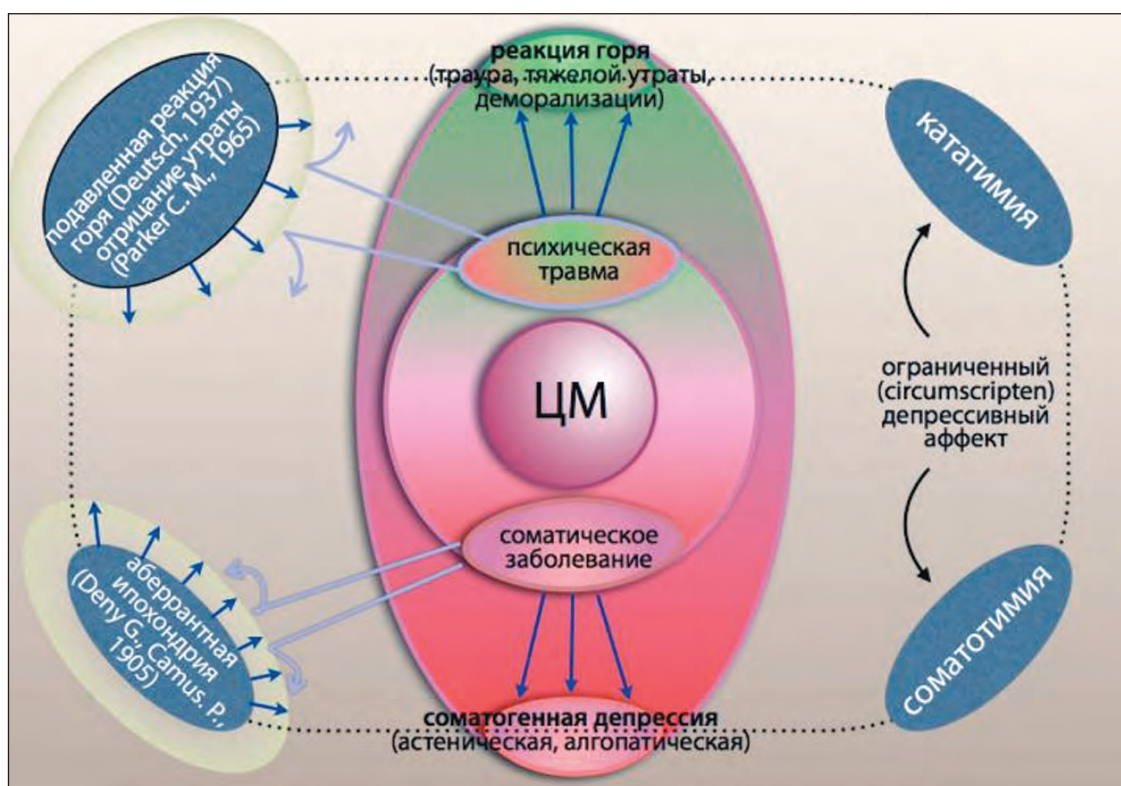 реакция горя
(траура, тяжелой утраты,
деморализации)
подавленная реакция
горя (Deutsch, 1937)
отрицание утраты
(Parker C. M., 1965)
кататимия
психическая
травма
ЦМ
ограниченный
(circumscripten)
депрессивный
аффект
соматическое
заболевание
аберрантная
ипохондрия
(Deny G., Camus. P.,
1905)
соматотимия
соматогенная депрессия
(астеническая, алгопатическая)